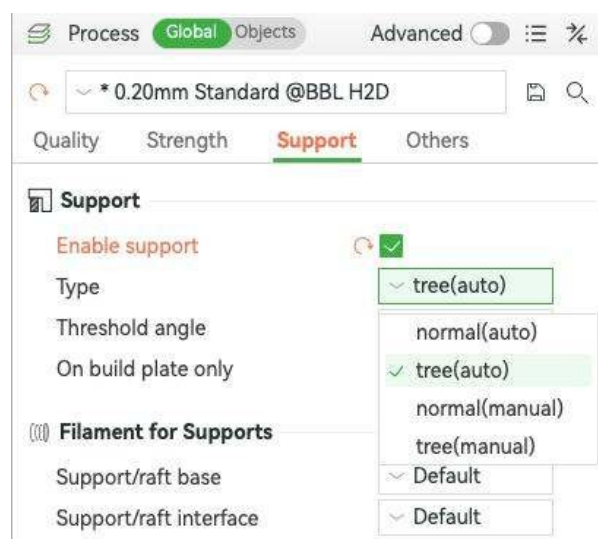 Process Global Objects Advanced
* 0.20mm Standard @BBL H2D
Quality Strength Support Others
Support
Enable support
Type tree(auto)
Threshold angle normal(auto)
On build plate only tree(auto)
normal(manual)
Filament for Supports tree(manual)
Support/raft base Default
Support/raft interface Default